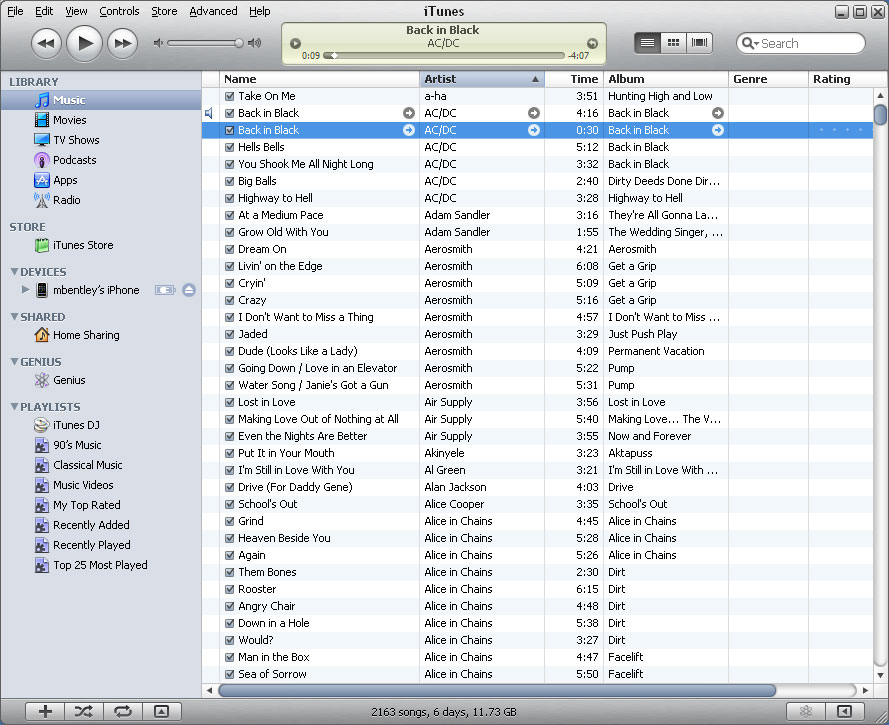 iTunes
File Edit View Controls Store Advanced Help
Back in Black
AC/DC
0:09 -4:07
Search
LIBRARY
Music
Movies
TV Shows
Podcasts
Apps
Radio
STORE
iTunes Store
DEVICES
mbentley's iPhone
SHARED
Home Sharing
GENIUS
Genius
PLAYLISTS
iTunes DJ
90's Music
Classical Music
Music Videos
My Top Rated
Recently Added
Recently Played
Top 25 Most Played
Name Artist Time Album Genre Rating
Take On Me a-ha 3:51 Hunting High and Low
Back in Black AC/DC 4:16 Back in Black
Back in Black AC/DC 0:30 Back in Black
Hells Bells AC/DC 5:12 Back in Black
You Shook Me All Night Long AC/DC 3:32 Back in Black
Big Balls AC/DC 2:40 Dirty Deeds Done Dir...
Highway to Hell AC/DC 3:28 Highway to Hell
At a Medium Pace Adam Sandler 3:16 They're All Gonna La...
Grow Old With You Adam Sandler 1:55 The Wedding Singer, ...
Dream On Aerosmith 4:21 Aerosmith
Livin' on the Edge Aerosmith 6:08 Get a Grip
Cryin' Aerosmith 5:09 Get a Grip
Crazy Aerosmith 5:16 Get a Grip
I Don't Want to Miss a Thing Aerosmith 4:57 I Don't Want to Miss ...
Jaded Aerosmith 3:29 Just Push Play
Dude (Looks Like a Lady) Aerosmith 4:09 Permanent Vacation
Going Down / Love in an Elevator Aerosmith 5:22 Pump
Water Song / Janie's Got a Gun Aerosmith 5:31 Pump
Lost in Love Air Supply 3:56 Lost in Love
Making Love Out of Nothing at All Air Supply 5:40 Making Love... The V...
Even the Nights Are Better Air Supply 3:55 Now and Forever
Put It in Your Mouth Akinyele 3:23 Aktapuss
I'm Still in Love With You Al Green 3:21 I'm Still in Love With ...
Drive (For Daddy Gene) Alan Jackson 4:03 Drive
School's Out Alice Cooper 3:35 School's Out
Grind Alice in Chains 4:45 Alice in Chains
Heaven Beside You Alice in Chains 5:28 Alice in Chains
Again Alice in Chains 5:26 Alice in Chains
Them Bones Alice in Chains 2:30 Dirt
Rooster Alice in Chains 6:15 Dirt
Angry Chair Alice in Chains 4:48 Dirt
Down in a Hole Alice in Chains 5:38 Dirt
Would? Alice in Chains 3:27 Dirt
Man in the Box Alice in Chains 4:47 Facelift
Sea of Sorrow Alice in Chains 5:50 Facelift
2163 songs, 6 days, 11.73 GB